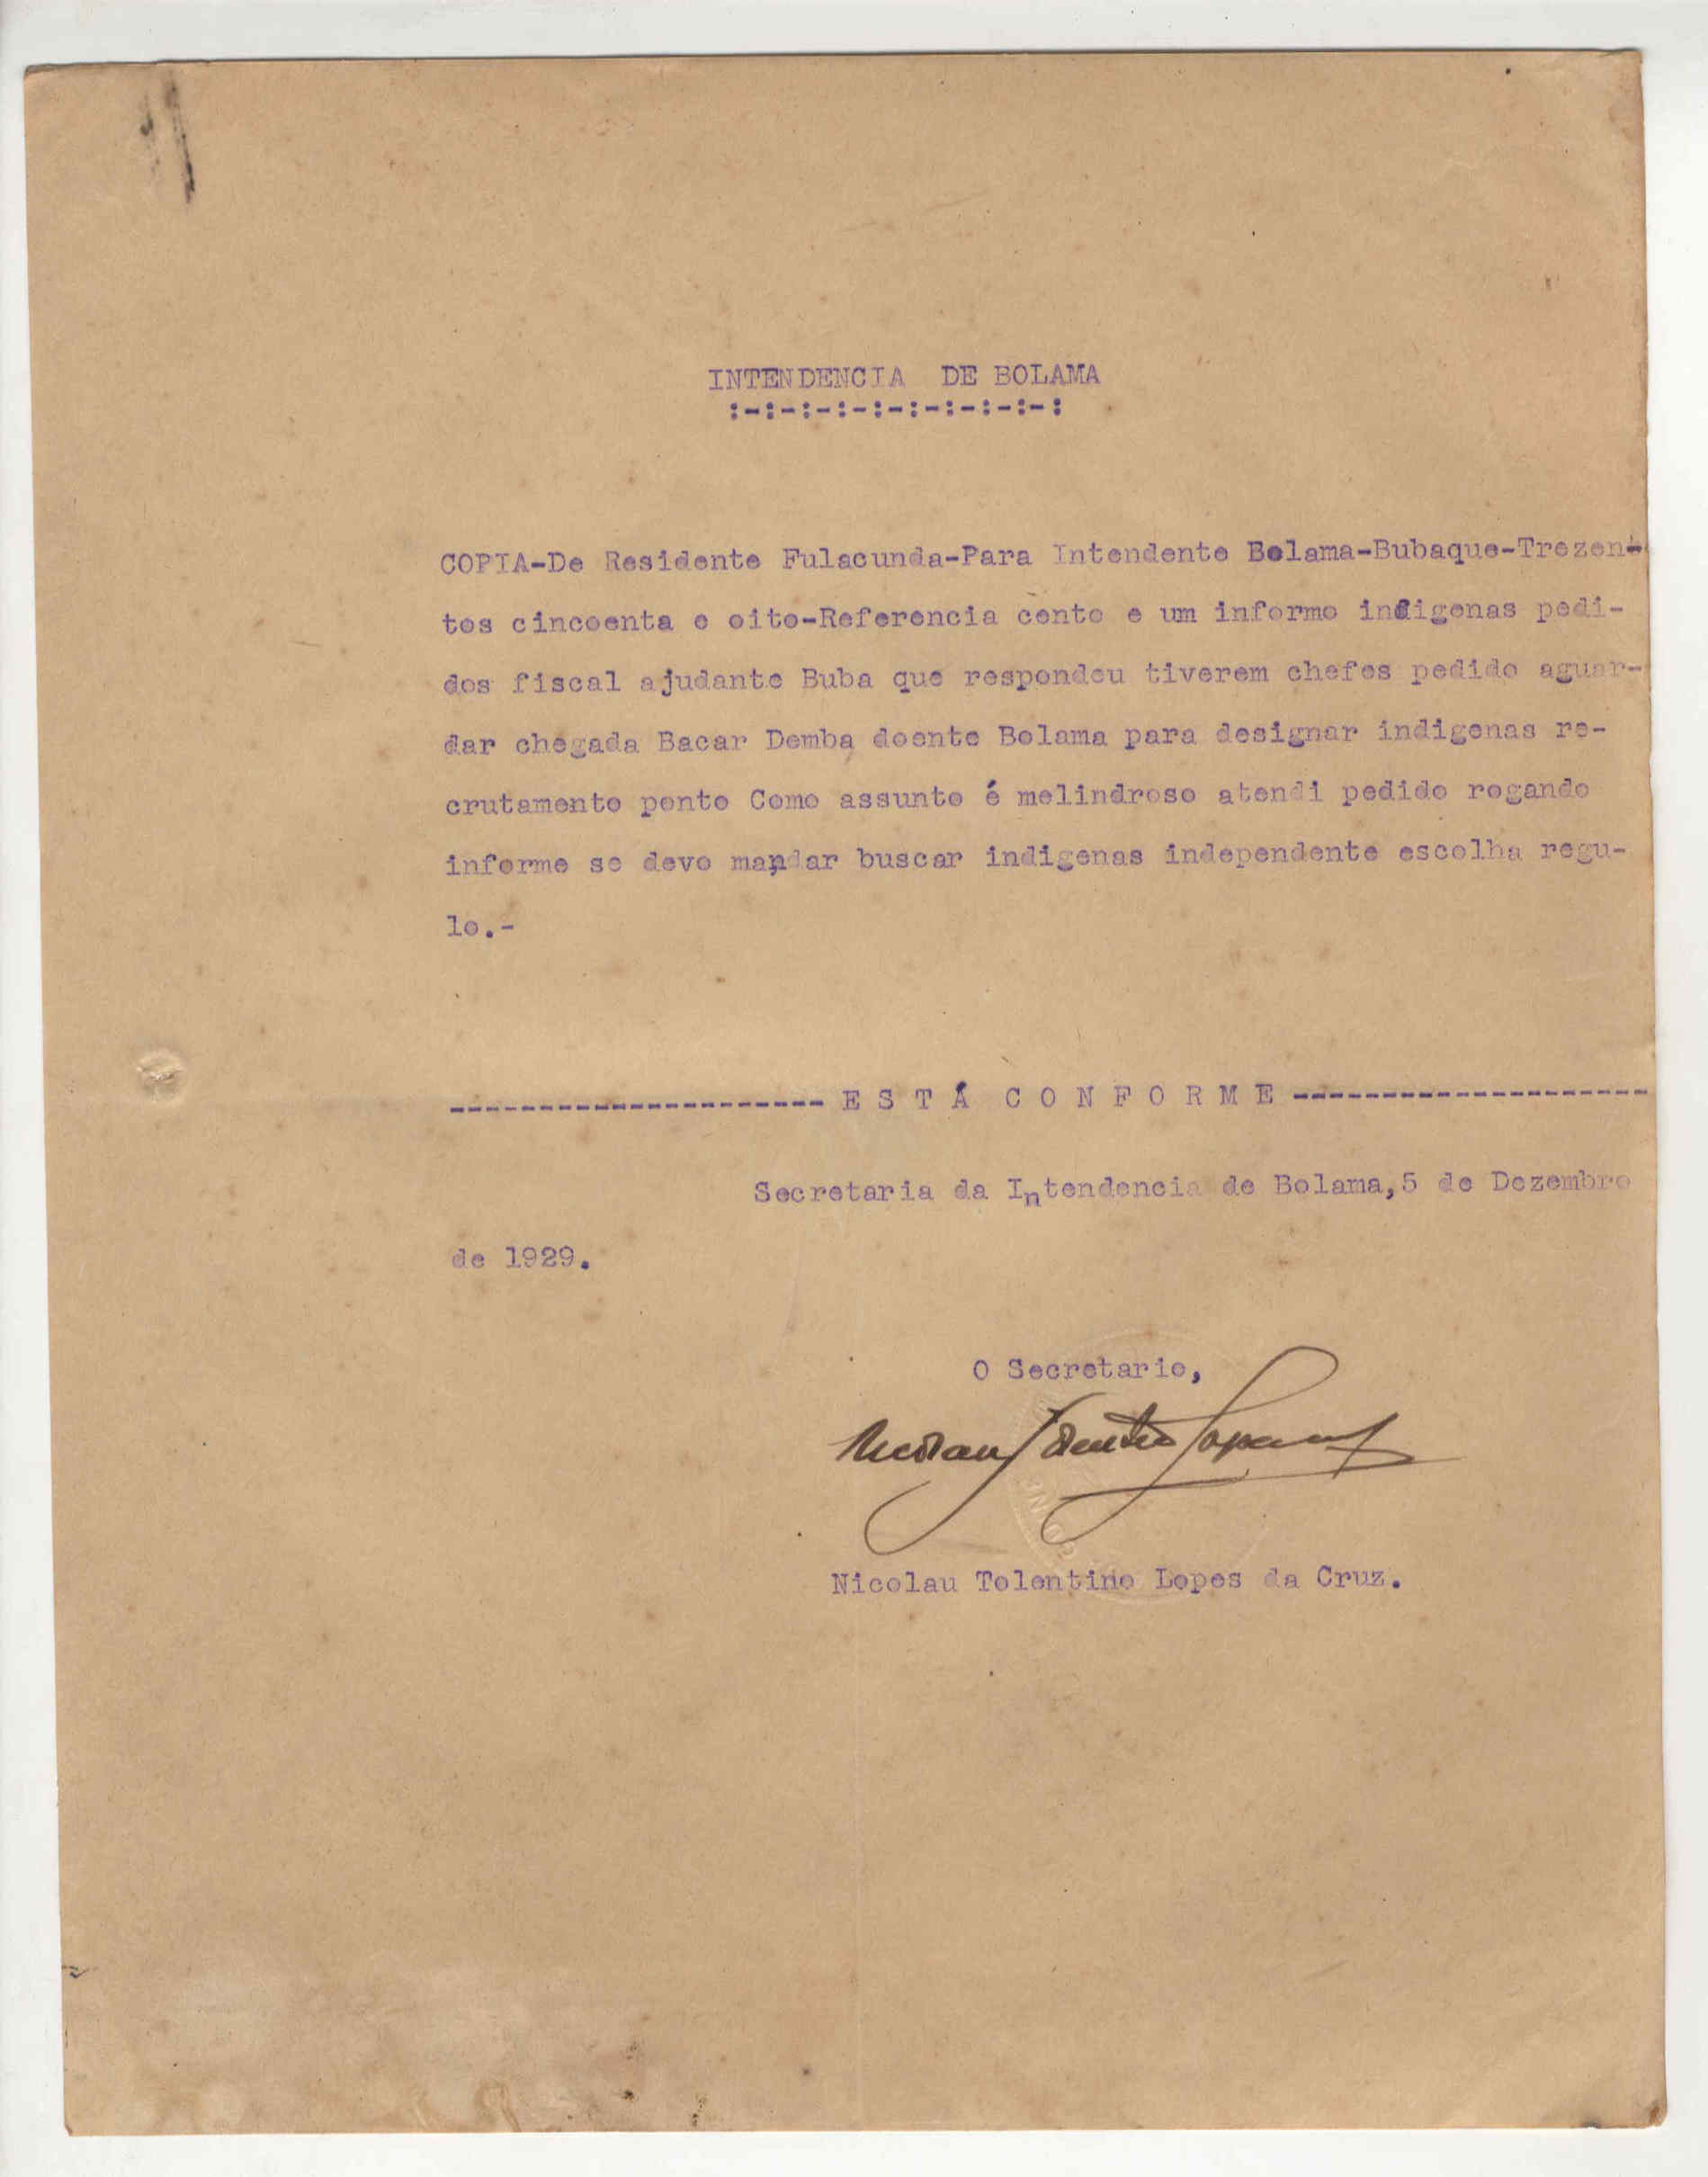 INTENDENCIA DE BOLAMA
:-:-:-:-:-:-:-:-:-:
COPIA-De Residente Fulacunda-Para Intendente Bolama-Bubaque-Trezen-
tos cincoenta e oito-Referencia cento e um informo indigenas pedi-
dos fiscal ajudante Buba que respondeu tiverem chefes pedido aguar-
dar chegada Bacar Demba doente Bolama para designar indigenas re-
crutamento ponto Como assunto é melindroso atendi pedido rogando
informe se devo mandar buscar indigenas independente escolha regu-
lo.-
--------------------- E S T Á C O N F O R M E --------------------
Secretaria da Intendencia de Bolama,5 de Dezembro
de 1929.
O Secretario,
Nicolau Tolentino Lopes
Nicolau Tolentino Lopes da Cruz.